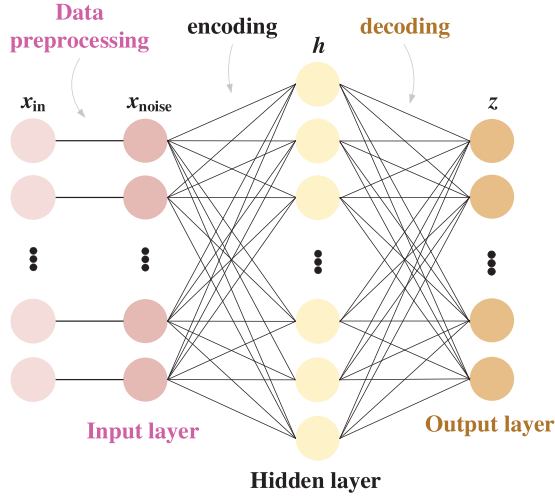 Data
preprocessing
encoding
h
decoding
x_in
x_noise
z
Input layer
Output layer
Hidden layer